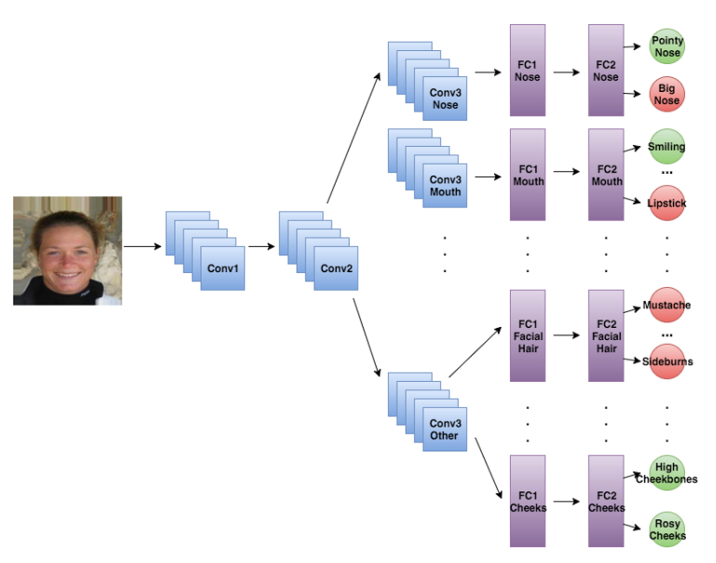 Pointy
Nose
Conv3
Nose
FC1
Nose
FC2
Nose
Big
Nose
Conv3
Mouth
FC1
Mouth
FC2
Mouth
Smiling
...
Lipstick
Conv1
Conv2
FC1
Facial
Hair
FC2
Facial
Hair
Mustache
...
Sideburns
Conv3
Other
FC1
Cheeks
FC2
Cheeks
High
Cheekbones
Rosy
Cheeks